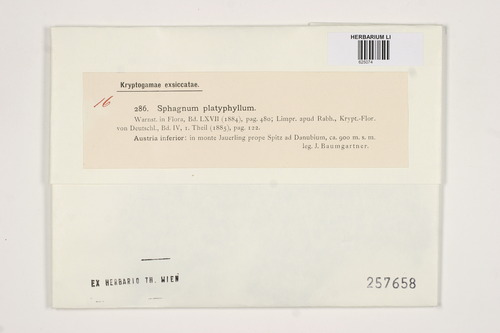 HERBARIUM LI
Kryptogamae exsiccatae.
16
286. Sphagnum platyphyllum.
Warnst. in Flora, Bd. LXVII (1884), pag. 480; Limpr. apud Rabh., Krypt.-Flor.
von Deutschl., Bd. IV, 1. Theil (1885), pag. 112.
Austria inferior: in monte Jauerling prope Spitz ad Danubium, ca. 900 m. s. m.
leg. J. Baumgartner.
EX HERBARIO TH. WIEN
257658